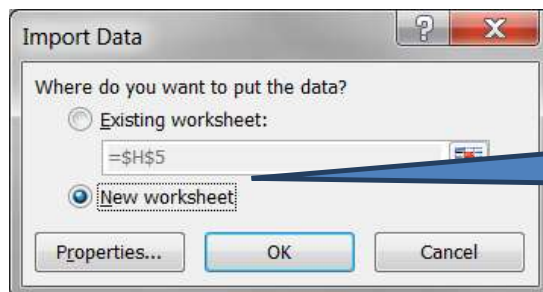 Import Data
Where do you want to put the data?
Existing worksheet:
=$H$5
New worksheet
Properties... OK Cancel